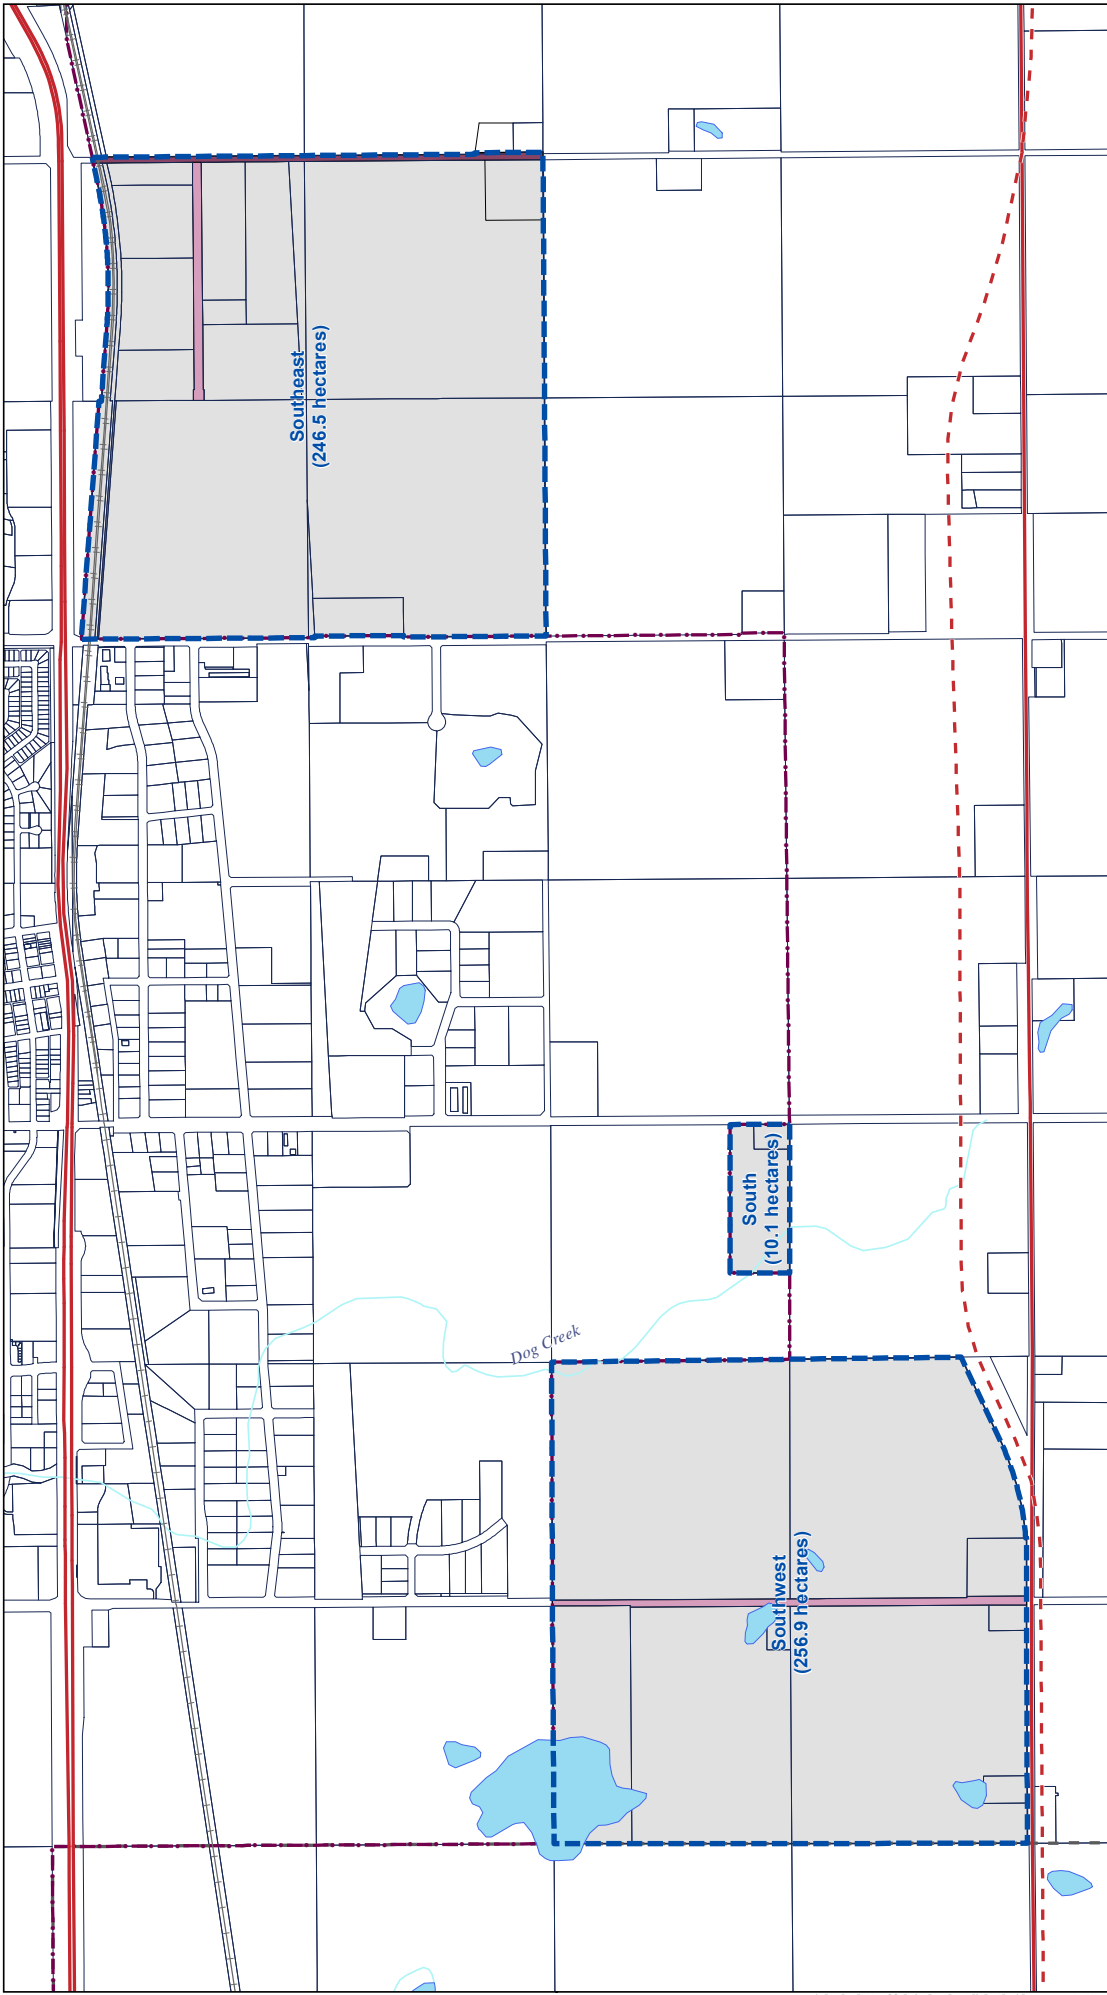 Southeast
(246.5 hectares)
South
(10.1 hectares)
Dog Creek
Southwest
(256.9 hectares)